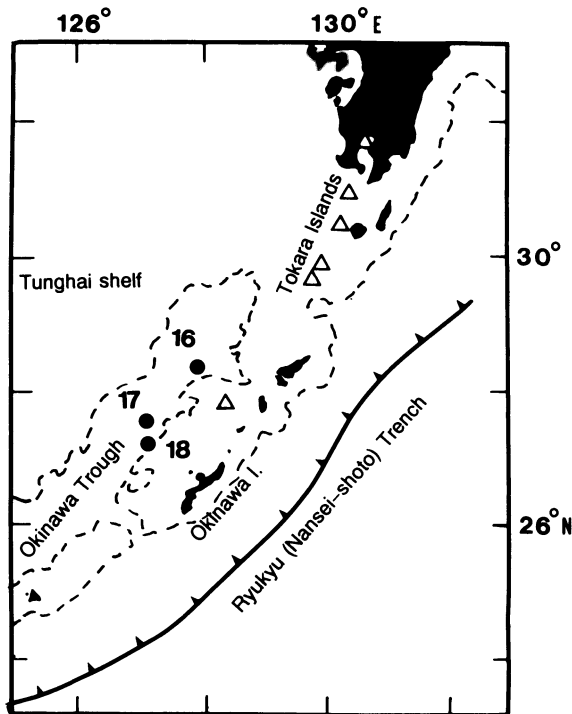 126°
130° E
Tokara Islands
30°
Tunghai shelf
16
17
18
Okinawa Trough
Okinawa I.
Ryukyu (Nansei-shoto) Trench
26° N